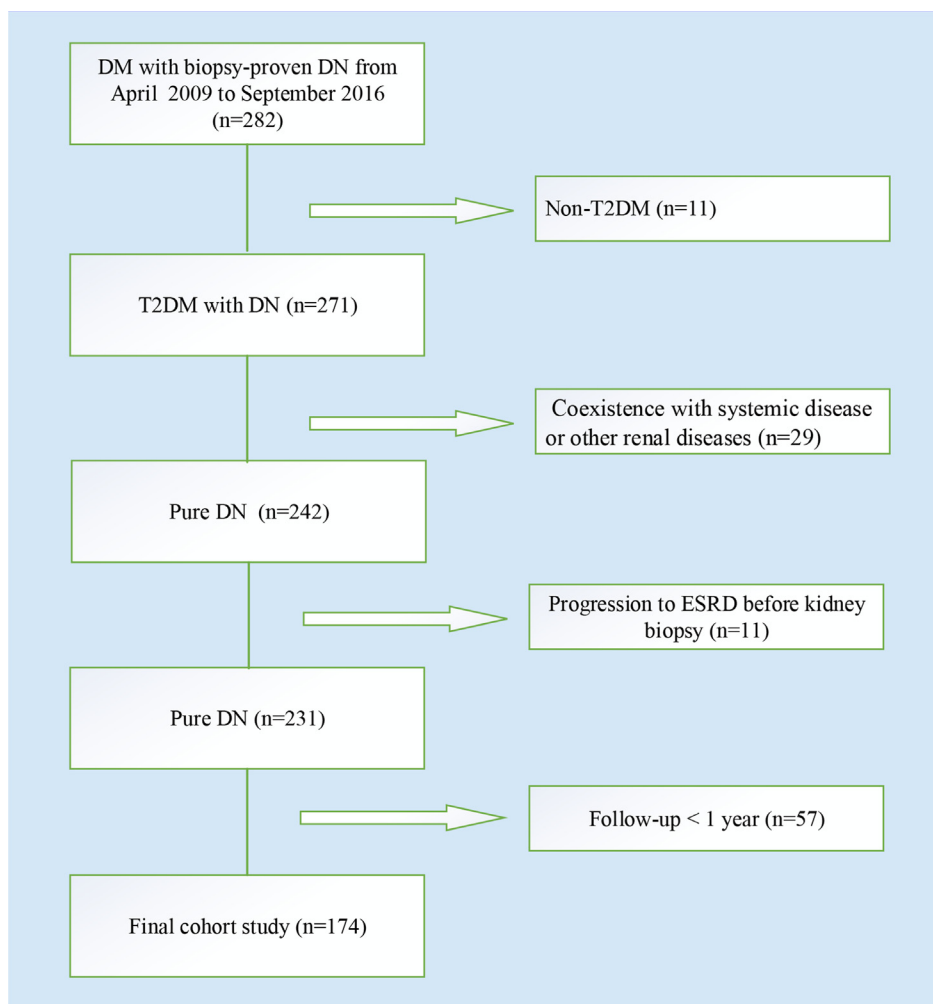 DM with biopsy-proven DN from
April 2009 to September 2016
(n=282)
Non-T2DM (n=11)
T2DM with DN (n=271)
Coexistence with systemic disease
or other renal diseases (n=29)
Pure DN (n=242)
Progression to ESRD before kidney
biopsy (n=11)
Pure DN (n=231)
Follow-up < 1 year (n=57)
Final cohort study (n=174)